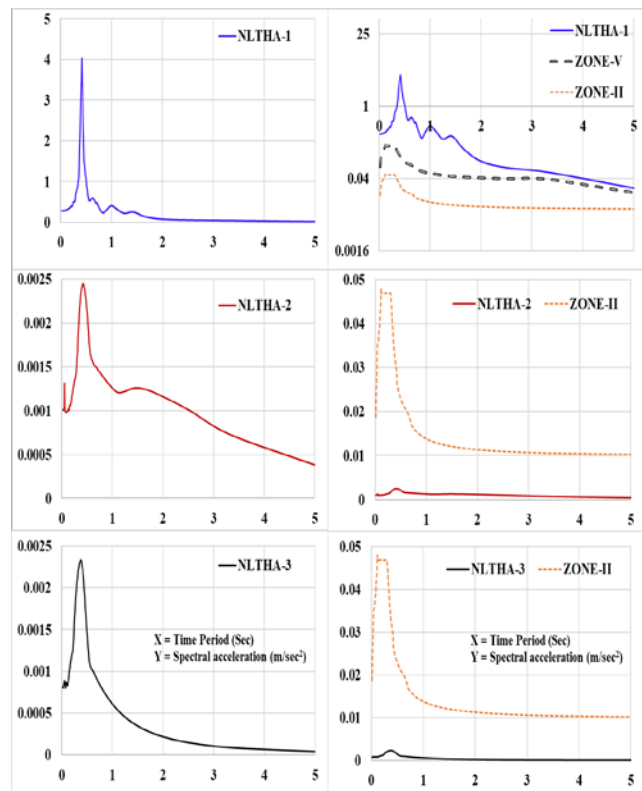 5
4
3
2
1
0
0 1 2 3 4 5
NLTHA-1
25
1
0.04
0.0016
0 1 2 3 4 5
NLTHA-1
ZONE-V
ZONE-II
0.0025
0.002
0.0015
0.001
0.0005
0
0 1 2 3 4 5
NLTHA-2
0.05
0.04
0.03
0.02
0.01
0
0 1 2 3 4 5
NLTHA-2 ZONE-II
0.0025
0.002
0.0015
0.001
0.0005
0
0 1 2 3 4 5
NLTHA-3
X = Time Period (Sec)
Y = Spectral acceleration (m/sec²)
0.05
0.04
0.03
0.02
0.01
0
0 1 2 3 4 5
NLTHA-3 ZONE-II
X = Time Period (Sec)
Y = Spectral acceleration (m/sec²)